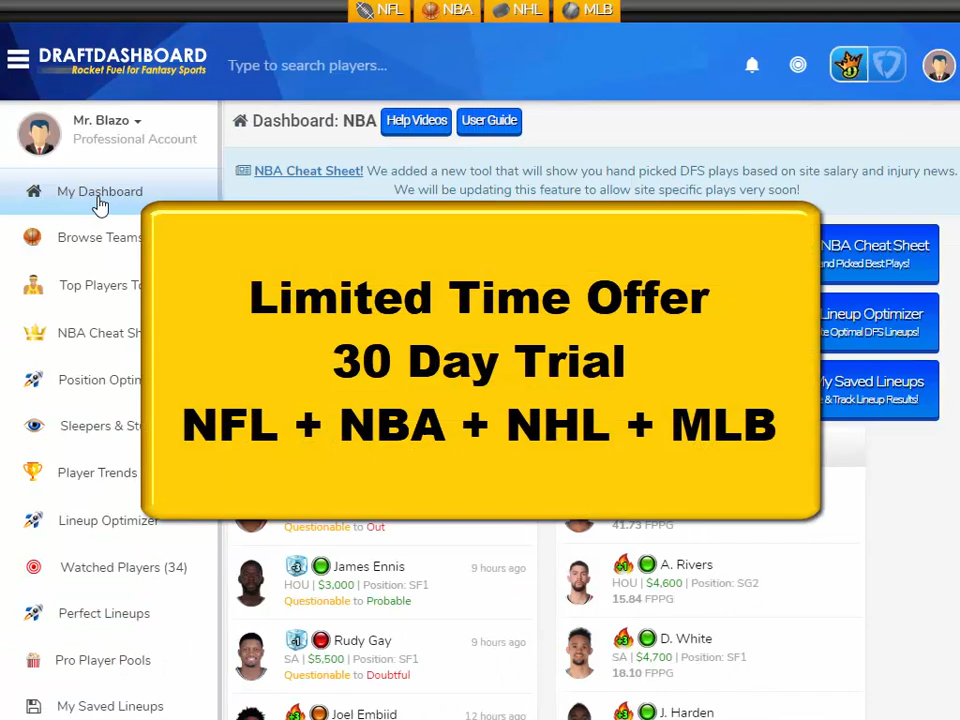 NFL NBA NHL MLB
DRAFTDASHBOARD
Rocket Fuel for Fantasy Sports
Type to search players...
Mr. Blazo
Professional Account
Dashboard: NBA Help Videos User Guide
NBA Cheat Sheet! We added a new tool that will show you hand picked DFS plays based on site salary and injury news.
We will be updating this feature to allow site specific plays very soon!
My Dashboard
Browse Teams
Top Players
NBA Cheat
Position
Sleepers &
Player Trends
Lineup Optimizer
Watched Players (34)
Perfect Lineups
Pro Player Pools
My Saved Lineups
Limited Time Offer
30 Day Trial
NFL + NBA + NHL + MLB
NBA Cheat Sheet
Picked Best Plays!
Lineup Optimizer
Optimal DFS Lineups!
My Saved Lineups
& Track Lineup Results!
Questionable to Out
James Ennis 9 hours ago
HOU | $3,000 | Position: SF1
Questionable to Probable
Rudy Gay 9 hours ago
SA | $5,500 | Position: SF1
Questionable to Doubtful
Joel Embiid 12 hours ago
41.73 FPPG
+1 A. Rivers
HOU | $4,600 | Position: SG2
15.84 FPPG
+3 D. White
SA | $4,700 | Position: SF1
18.10 FPPG
J. Harden